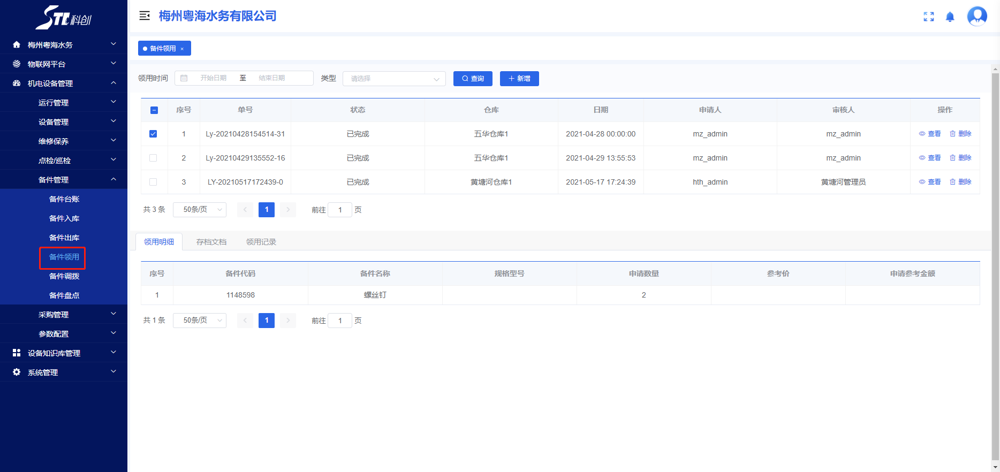 STC科创
梅州粤海水务
物联网平台
机电设备管理
运行管理
设备管理
维修保养
点检/巡检
备件管理
备件台账
备件入库
备件出库
备件领用
备件调拨
备件盘点
采购管理
参数配置
设备知识库管理
系统管理
梅州粤海水务有限公司
备件领用 ×
领用时间 开始日期 至 结束日期 类型 请选择 查询 新增
序号 单号 状态 仓库 日期 申请人 审核人 操作
1 Ly-20210428154514-31 已完成 五华仓库1 2021-04-28 00:00:00 mz_admin mz_admin 查看 删除
2 Ly-20210429135552-16 已完成 五华仓库1 2021-04-29 13:55:53 mz_admin mz_admin 查看 删除
3 LY-20210517172439-0 已完成 黄塘河仓库1 2021-05-17 17:24:39 hth_admin 黄塘河管理员 查看 删除
共 3 条 50条/页 1 前往 1 页
领用明细 存档文档 领用记录
序号 备件代码 备件名称 规格型号 申请数量 参考价 申请参考金额
1 1148598 螺丝钉 2
共 1 条 50条/页 1 前往 1 页